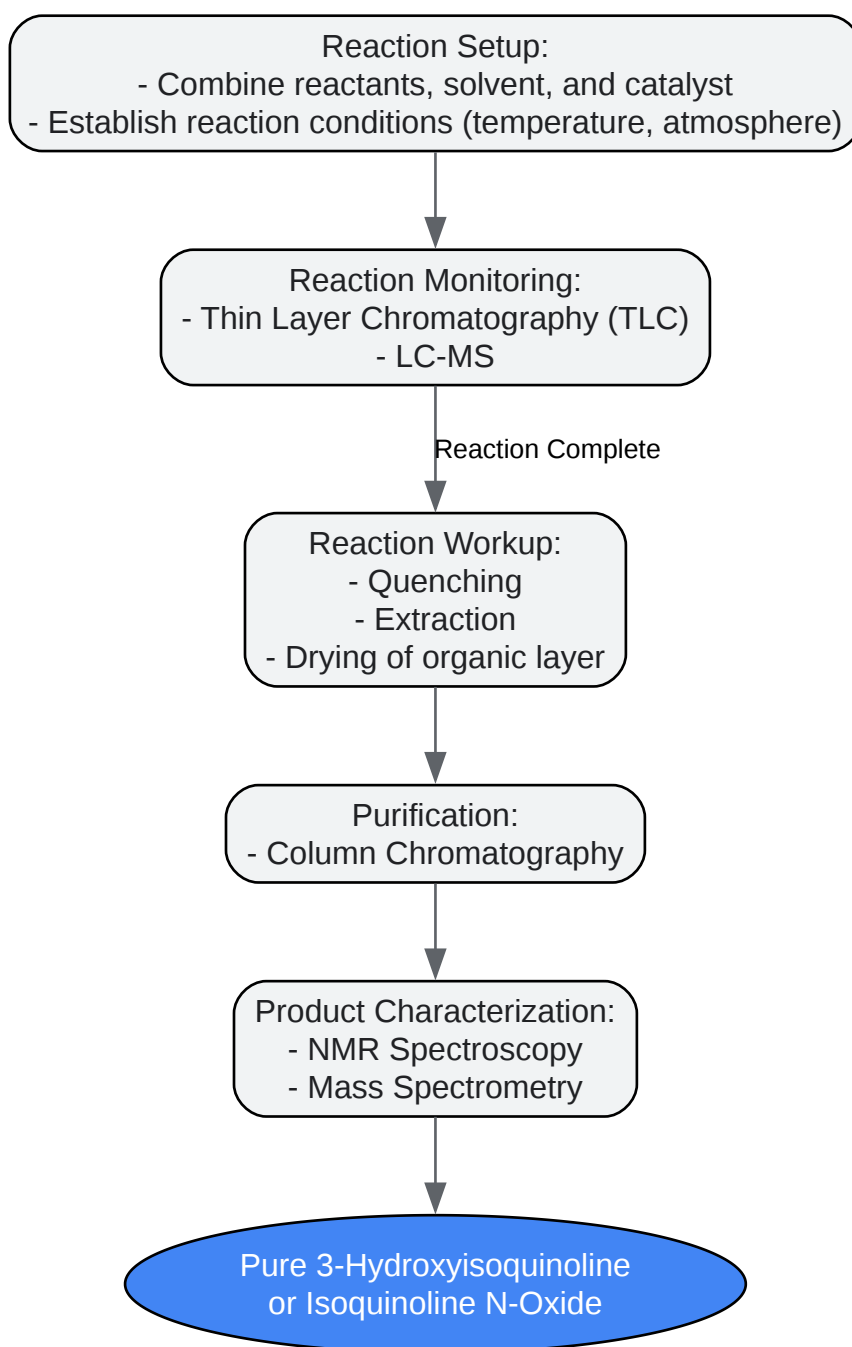 Reaction Setup:
- Combine reactants, solvent, and catalyst
- Establish reaction conditions (temperature, atmosphere)
Reaction Monitoring:
- Thin Layer Chromatography (TLC)
- LC-MS
Reaction Complete
Reaction Workup:
- Quenching
- Extraction
- Drying of organic layer
Purification:
- Column Chromatography
Product Characterization:
- NMR Spectroscopy
- Mass Spectrometry
Pure 3-Hydroxyisoquinoline
or Isoquinoline N-Oxide